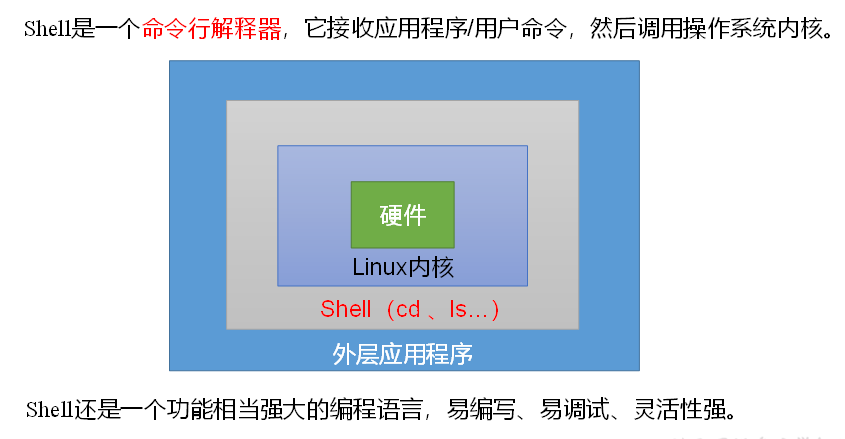 Shell是一个命令行解释器，它接收应用程序/用户命令，然后调用操作系统内核。
硬件
Linux内核
Shell（cd 、ls...）
外层应用程序
Shell还是一个功能相当强大的编程语言，易编写、易调试、灵活性强。